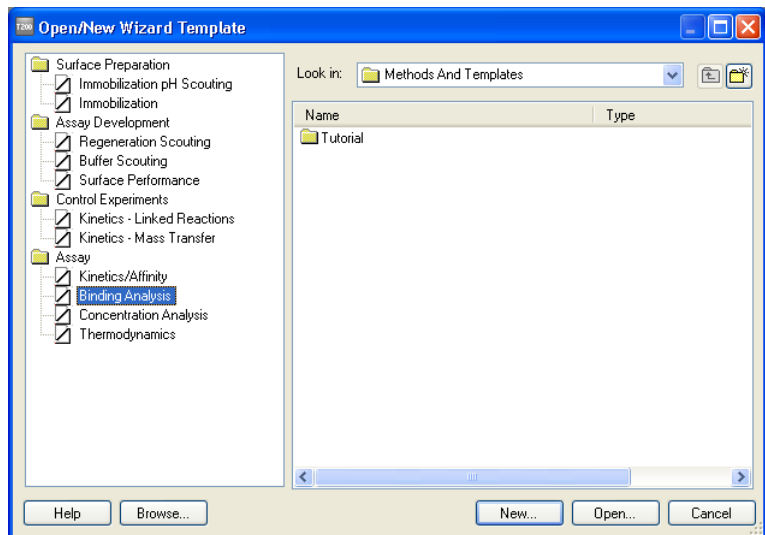 T200 Open/New Wizard Template
Surface Preparation
Immobilization pH Scouting
Immobilization
Assay Development
Regeneration Scouting
Buffer Scouting
Surface Performance
Control Experiments
Kinetics - Linked Reactions
Kinetics - Mass Transfer
Assay
Kinetics/Affinity
Binding Analysis
Concentration Analysis
Thermodynamics
Look in: Methods And Templates
Name Type
Tutorial
Help Browse... New... Open... Cancel